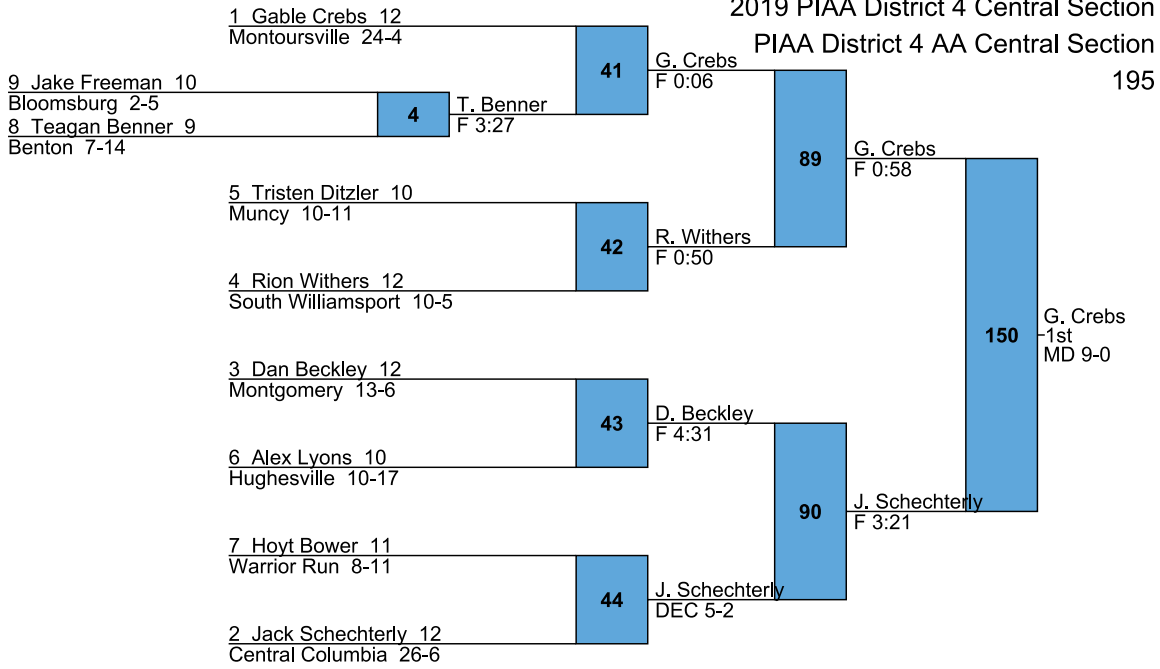 2019 PIAA District 4 Central Section
PIAA District 4 AA Central Section
195
1 Gable Crebs 12
Montoursville 24-4
9 Jake Freeman 10
Bloomsburg 2-5
8 Teagan Benner 9
Benton 7-14
4
T. Benner
F 3:27
41
G. Crebs
F 0:06
5 Tristen Ditzler 10
Muncy 10-11
4 Rion Withers 12
South Williamsport 10-5
42
R. Withers
F 0:50
89
G. Crebs
F 0:58
3 Dan Beckley 12
Montgomery 13-6
6 Alex Lyons 10
Hughesville 10-17
43
D. Beckley
F 4:31
7 Hoyt Bower 11
Warrior Run 8-11
2 Jack Schechterly 12
Central Columbia 26-6
44
J. Schechterly
DEC 5-2
90
J. Schechterly
F 3:21
150
G. Crebs
1st
MD 9-0